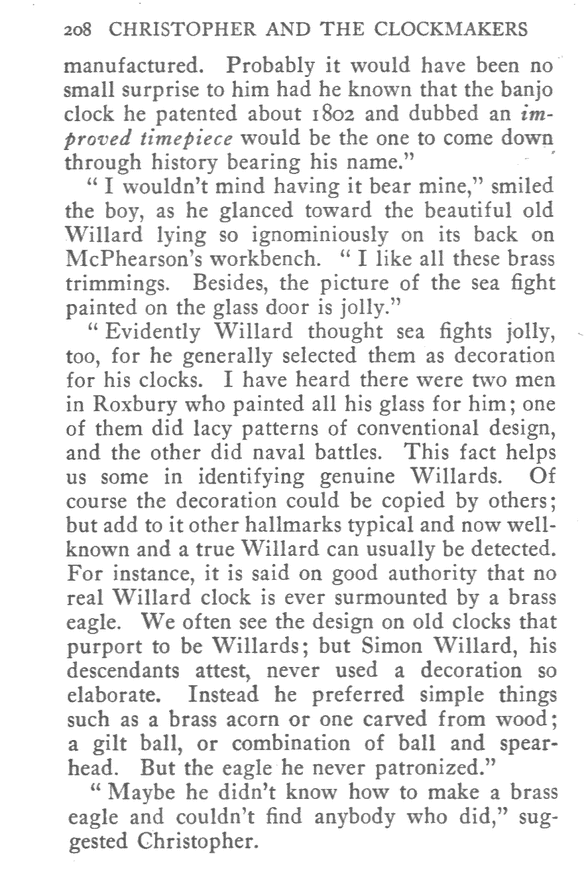 208 CHRISTOPHER AND THE CLOCKMAKERS
manufactured. Probably it would have been no
small surprise to him had he known that the banjo
clock he patented about 1802 and dubbed an im-
proved timepiece would be the one to come down
through history bearing his name.”
“ I wouldn’t mind having it bear mine,” smiled
the boy, as he glanced toward the beautiful old
Willard lying so ignominiously on its back on
McPhearson’s workbench. “ I like all these brass
trimmings. Besides, the picture of the sea fight
painted on the glass door is jolly.”
“ Evidently Willard thought sea fights jolly,
too, for he generally selected them as decoration
for his clocks. I have heard there were two men
in Roxbury who painted all his glass for him; one
of them did lacy patterns of conventional design,
and the other did naval battles. This fact helps
us some in identifying genuine Willards. Of
course the decoration could be copied by others;
but add to it other hallmarks typical and now well-
known and a true Willard can usually be detected.
For instance, it is said on good authority that no
real Willard clock is ever surmounted by a brass
eagle. We often see the design on old clocks that
purport to be Willards; but Simon Willard, his
descendants attest, never used a decoration so
elaborate. Instead he preferred simple things
such as a brass acorn or one carved from wood;
a gilt ball, or combination of ball and spear-
head. But the eagle he never patronized.”
“ Maybe he didn’t know how to make a brass
eagle and couldn’t find anybody who did,” sug-
gested Christopher.